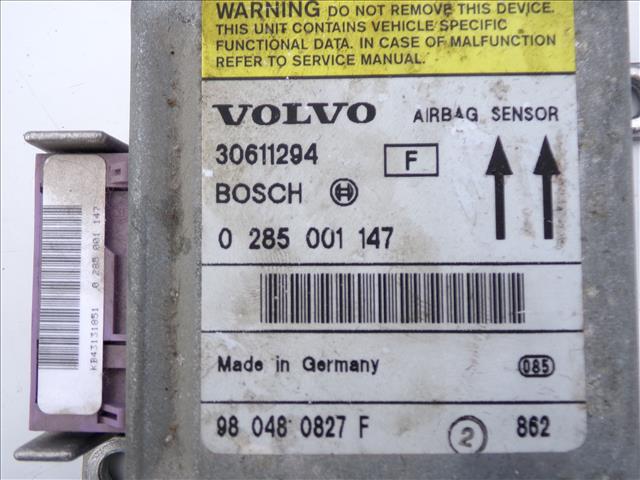 WARNING DO NOT REMOVE THIS DEVICE.
THIS UNIT CONTAINS VEHICLE SPECIFIC
FUNCTIONAL DATA. IN CASE OF MALFUNCTION
REFER TO SERVICE MANUAL.
VOLVO AIRBAG SENSOR
30611294 F
BOSCH
0 285 001 147
Made in Germany 085
98 048 0827 F 2 862
KB43131851 0 285 001 147